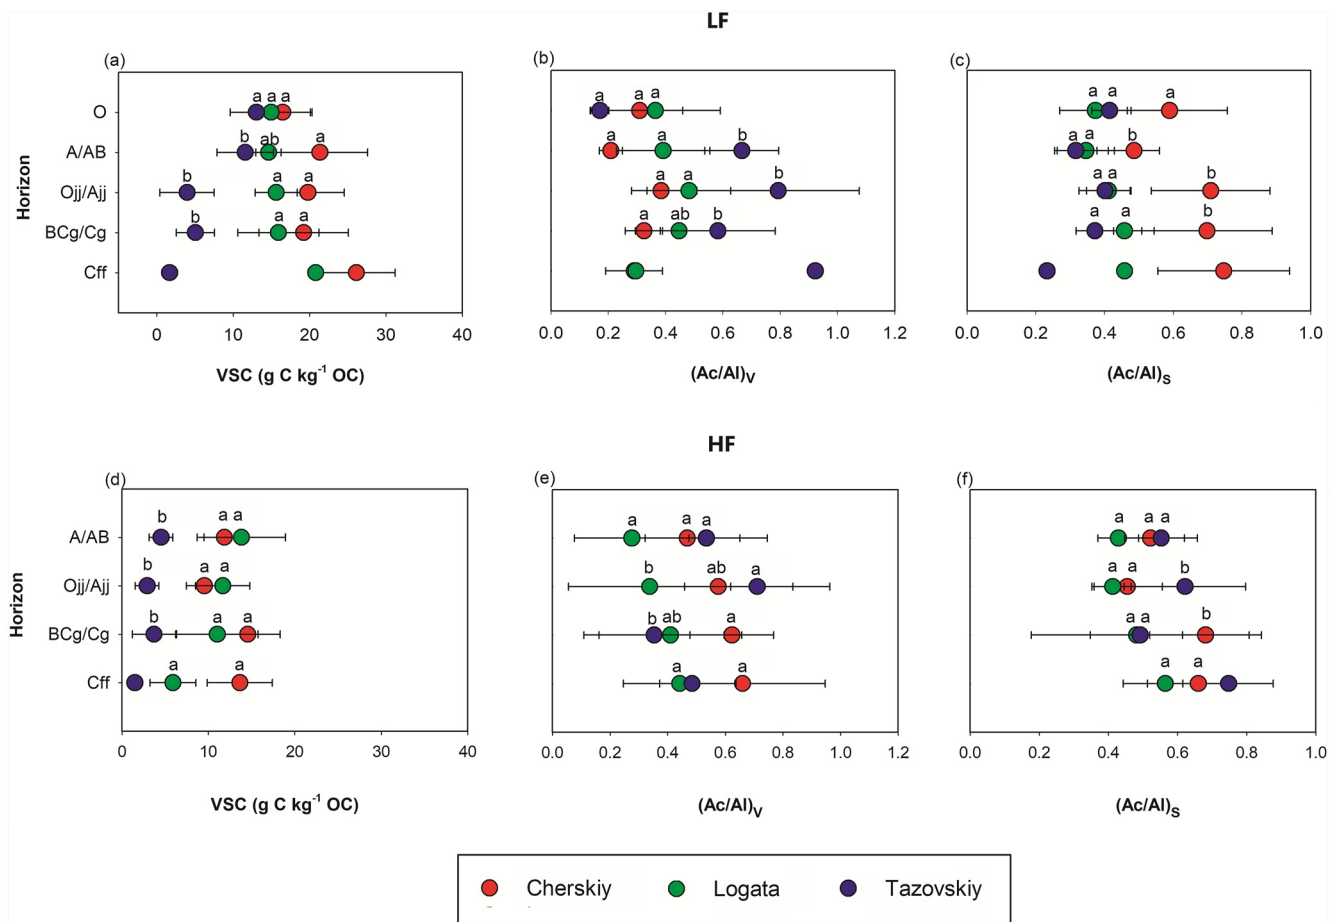 LF
(a)
(b)
(c)
Horizon
O
A/AB
Ojj/Ajj
BCg/Cg
Cff
a a a
b ab a
b a a
b a a
a a a
a a b
a a b
a ab b
a a a
a a b
a a b
a a b
0 10 20 30 40
0.0 0.2 0.4 0.6 0.8 1.0 1.2
0.0 0.2 0.4 0.6 0.8 1.0
VSC (g C kg⁻¹ OC)
(Ac/Al)V
(Ac/Al)S
HF
(d)
(e)
(f)
Horizon
A/AB
Ojj/Ajj
BCg/Cg
Cff
b a a
b a a
b a a
a a
a a a
b ab a
b ab a
a a
a a a
a a b
a a b
a a
0 10 20 30 40
0.0 0.2 0.4 0.6 0.8 1.0 1.2
0.0 0.2 0.4 0.6 0.8 1.0
VSC (g C kg⁻¹ OC)
(Ac/Al)V
(Ac/Al)S
Cherskiy
Logata
Tazovskiy